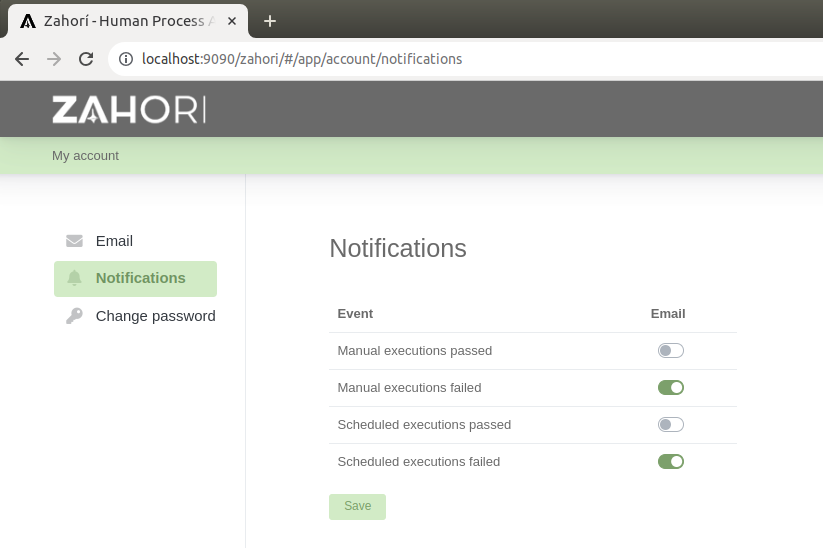 Zahorí - Human Process A
localhost:9090/zahori/#/app/account/notifications
ZAHORI
My account
Email
Notifications
Change password
Notifications
Event Email
Manual executions passed
Manual executions failed
Scheduled executions passed
Scheduled executions failed
Save